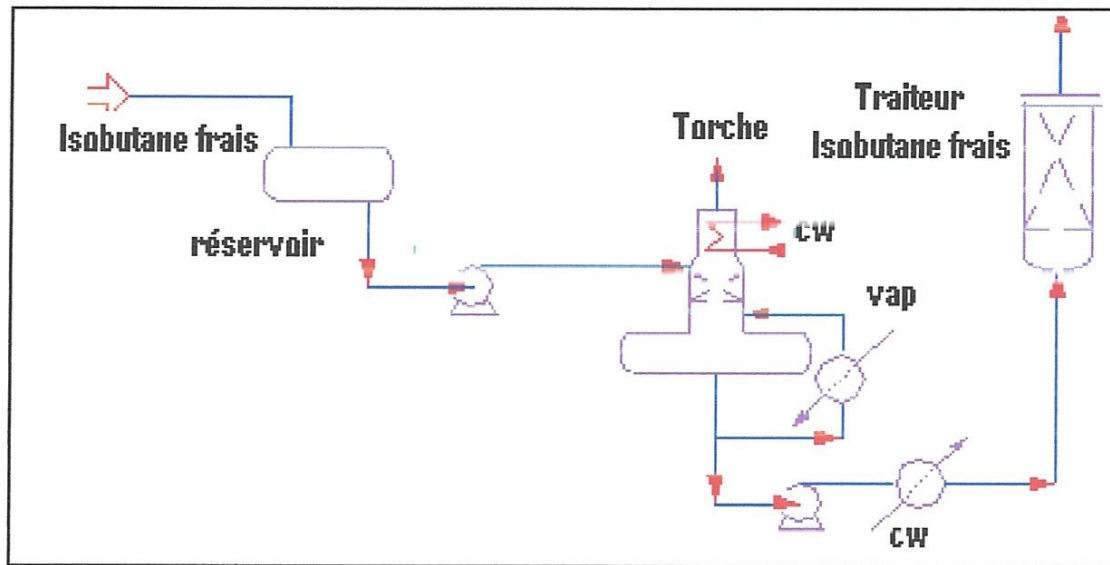 Isobutane frais
réservoir
Torche
cw
vap
cw
Traiteur
Isobutane frais